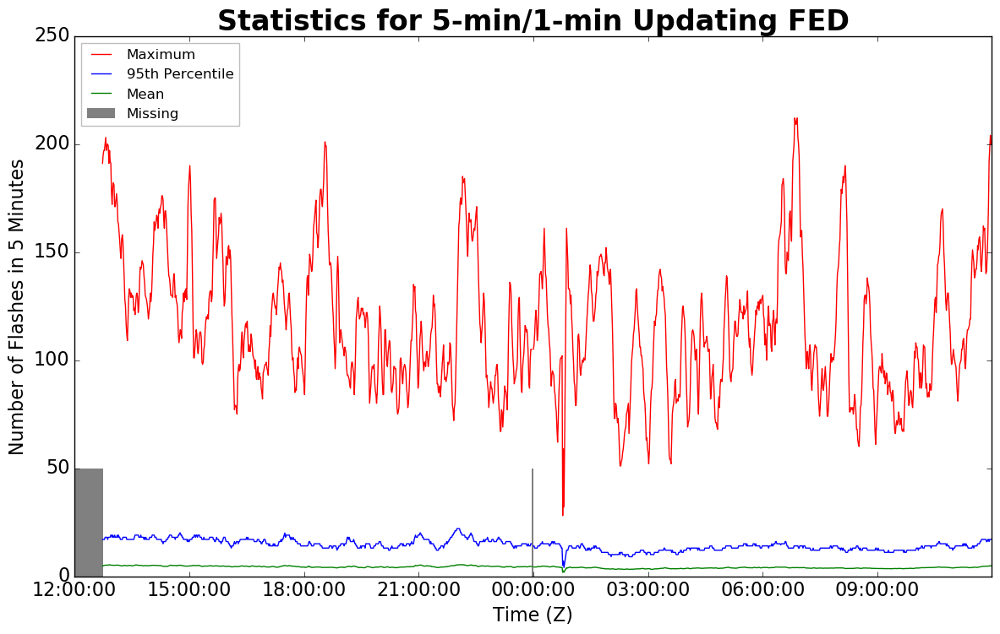 Statistics for 5-min/1-min Updating FED
250
200
150
100
50
0
Number of Flashes in 5 Minutes
Maximum
95th Percentile
Mean
Missing
12:00:00 15:00:00 18:00:00 21:00:00 00:00:00 03:00:00 06:00:00 09:00:00
Time (Z)